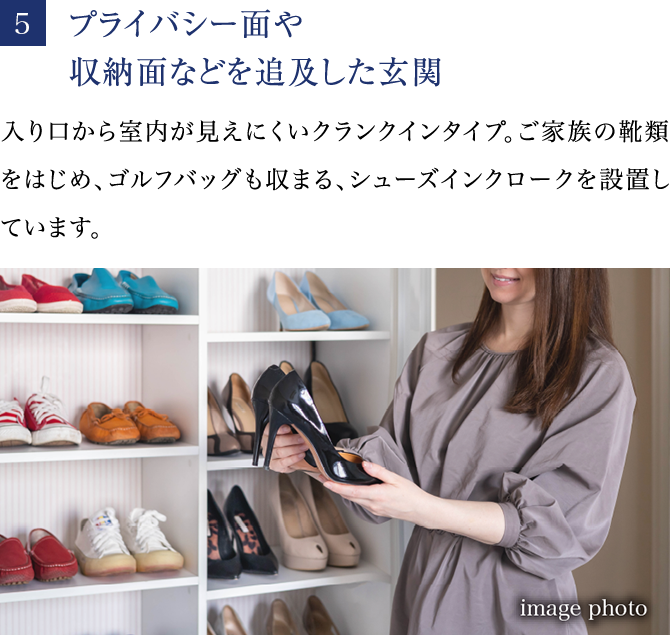 5
プライバシー面や
収納面などを追及した玄関
入り口から室内が見えにくいクランクインタイプ。ご家族の靴類
をはじめ、ゴルフバッグも収まる、シューズインクロークを設置し
ています。
image photo